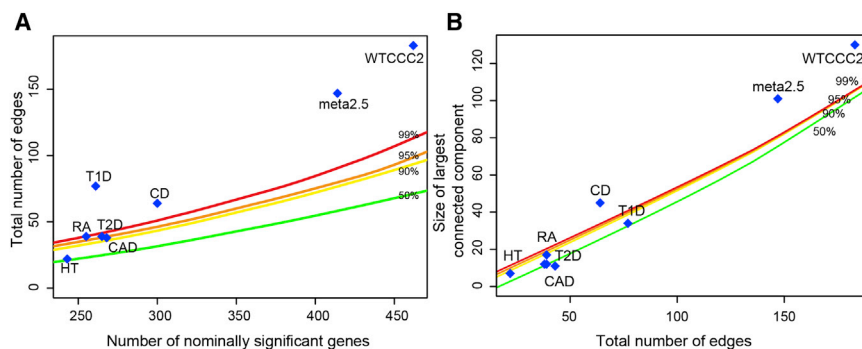 A
Total number of edges
0
50
100
150
250
300
350
400
450
Number of nominally significant genes
WTCCC2
meta2.5
T1D
CD
RA
T2D
CAD
HT
99%
95%
90%
50%
B
Size of largest
connected component
0
20
40
60
80
100
120
50
100
150
Total number of edges
WTCCC2
meta2.5
CD
T1D
RA
HT
T2D
CAD
99%
95%
90%
50%